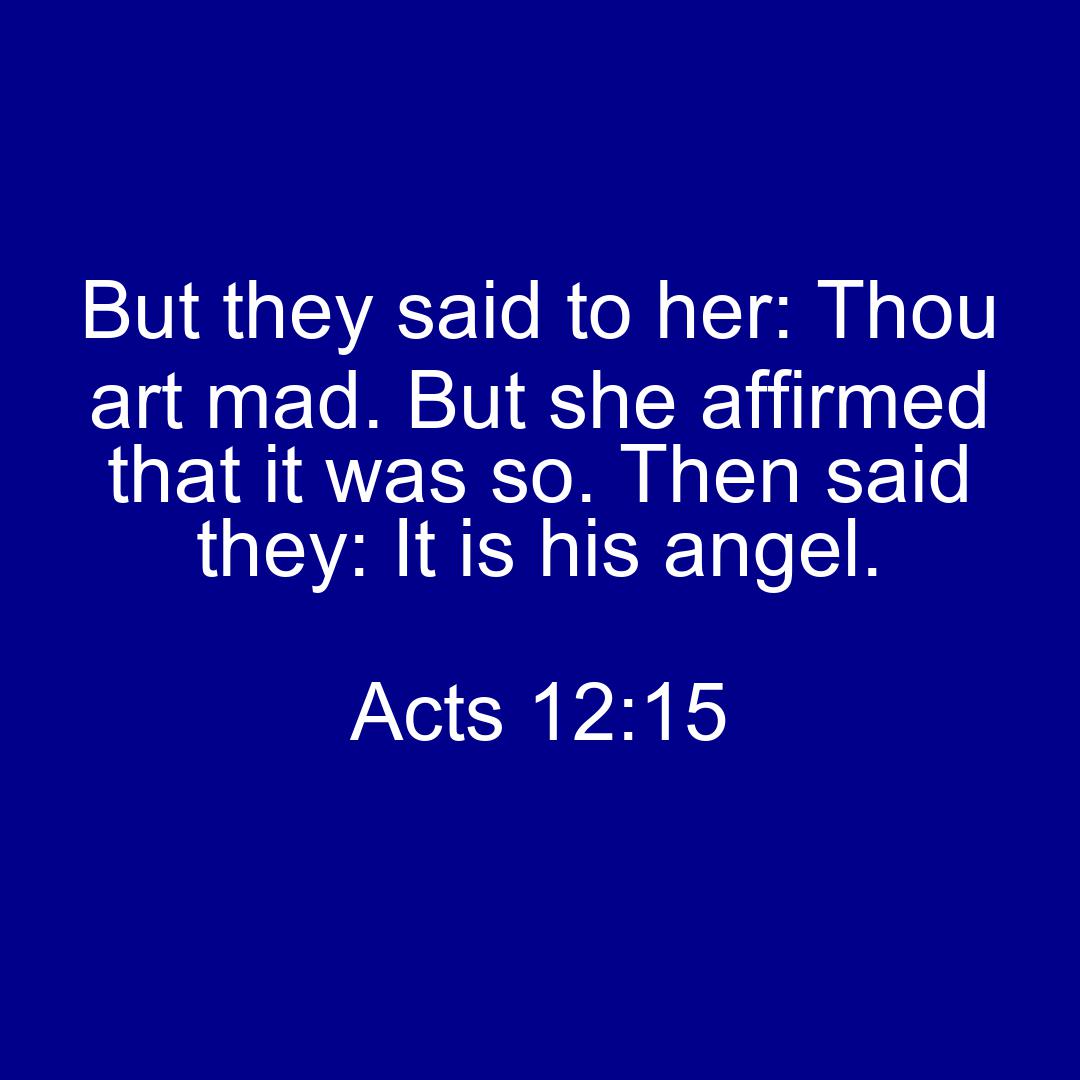 But they said to her: Thou
art mad. But she affirmed
that it was so. Then said
they: It is his angel.
Acts 12:15